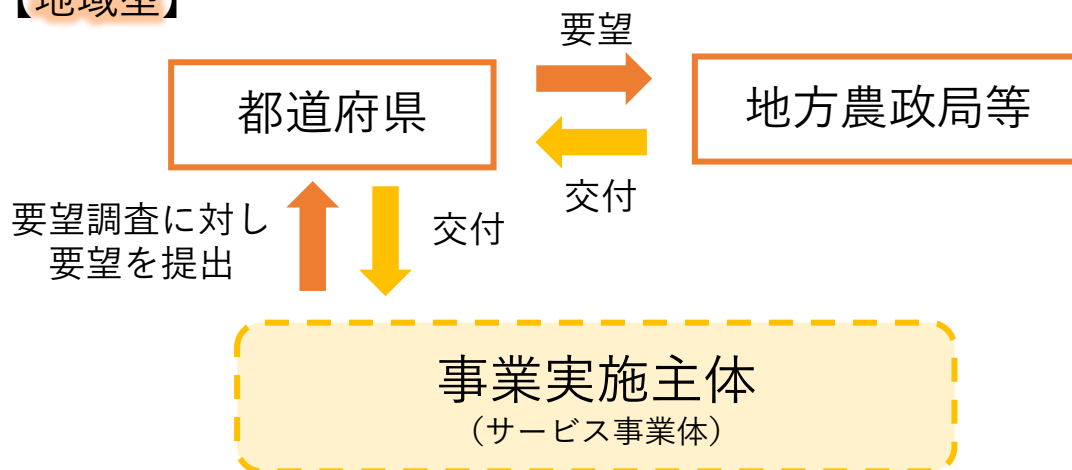 【地域型】
要望
都道府県
地方農政局等
交付
要望調査に対し
要望を提出
交付
事業実施主体
（サービス事業体）